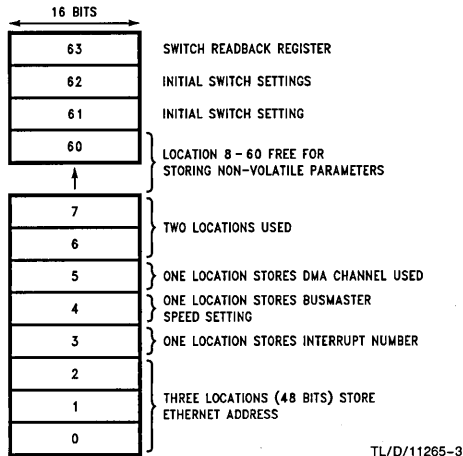 16 BITS
63 SWITCH READBACK REGISTER
62 INITIAL SWITCH SETTINGS
61 INITIAL SWITCH SETTING
60
LOCATION 8 – 60 FREE FOR
STORING NON-VOLATILE PARAMETERS
7
TWO LOCATIONS USED
6
5 ONE LOCATION STORES DMA CHANNEL USED
4 ONE LOCATION STORES BUSMASTER
SPEED SETTING
3 ONE LOCATION STORES INTERRUPT NUMBER
2
1 THREE LOCATIONS (48 BITS) STORE
ETHERNET ADDRESS
0
TL/D/11265–3